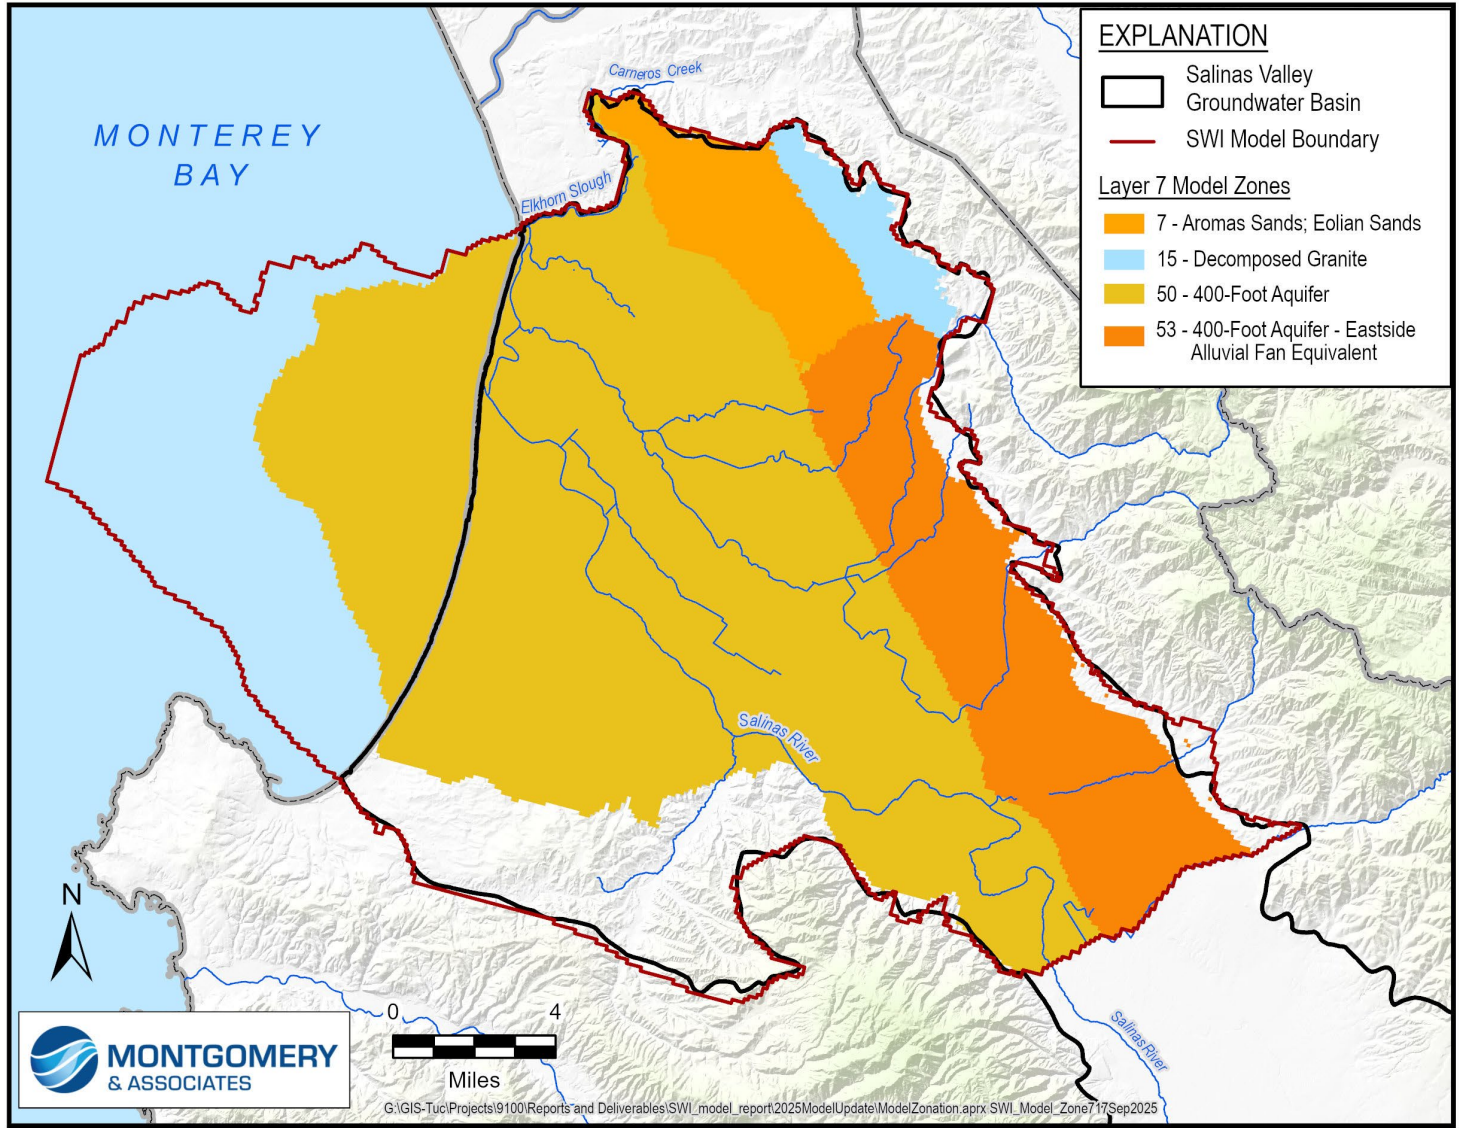 Carneros Creek
MONTEREY
BAY
Elkhorn Slough
Salinas River
Salinas River
EXPLANATION
Salinas Valley
Groundwater Basin
SWI Model Boundary
Layer 7 Model Zones
7 - Aromas Sands; Eolian Sands
15 - Decomposed Granite
50 - 400-Foot Aquifer
53 - 400-Foot Aquifer - Eastside
Alluvial Fan Equivalent
N
0 4
Miles
MONTGOMERY
& ASSOCIATES
G:\GIS-Tuc\Projects\9100\Reports and Deliverables\SWI_model_report\2025ModelUpdate\ModelZonation.aprx SWI_Model_Zone717Sep2025